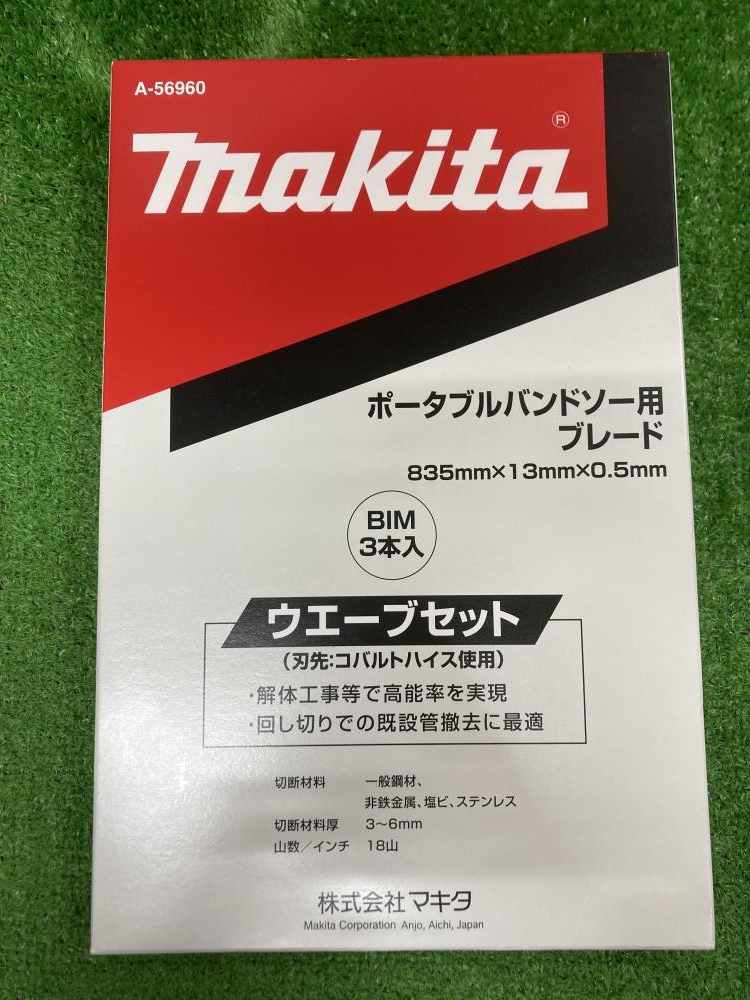 A-56960
makita®
ポータブルバンドソー用
ブレード
835mm×13mm×0.5mm
BIM
3本入
ウエーブセット
(刃先:コバルトハイス使用)
・解体工事等で高能率を実現
・回し切りでの既設管撤去に最適
切断材料 一般鋼材、
非鉄金属、塩ビ、ステンレス
切断材料厚 3〜6mm
山数/インチ 18山
株式会社マキタ
Makita Corporation Anjo, Aichi, Japan